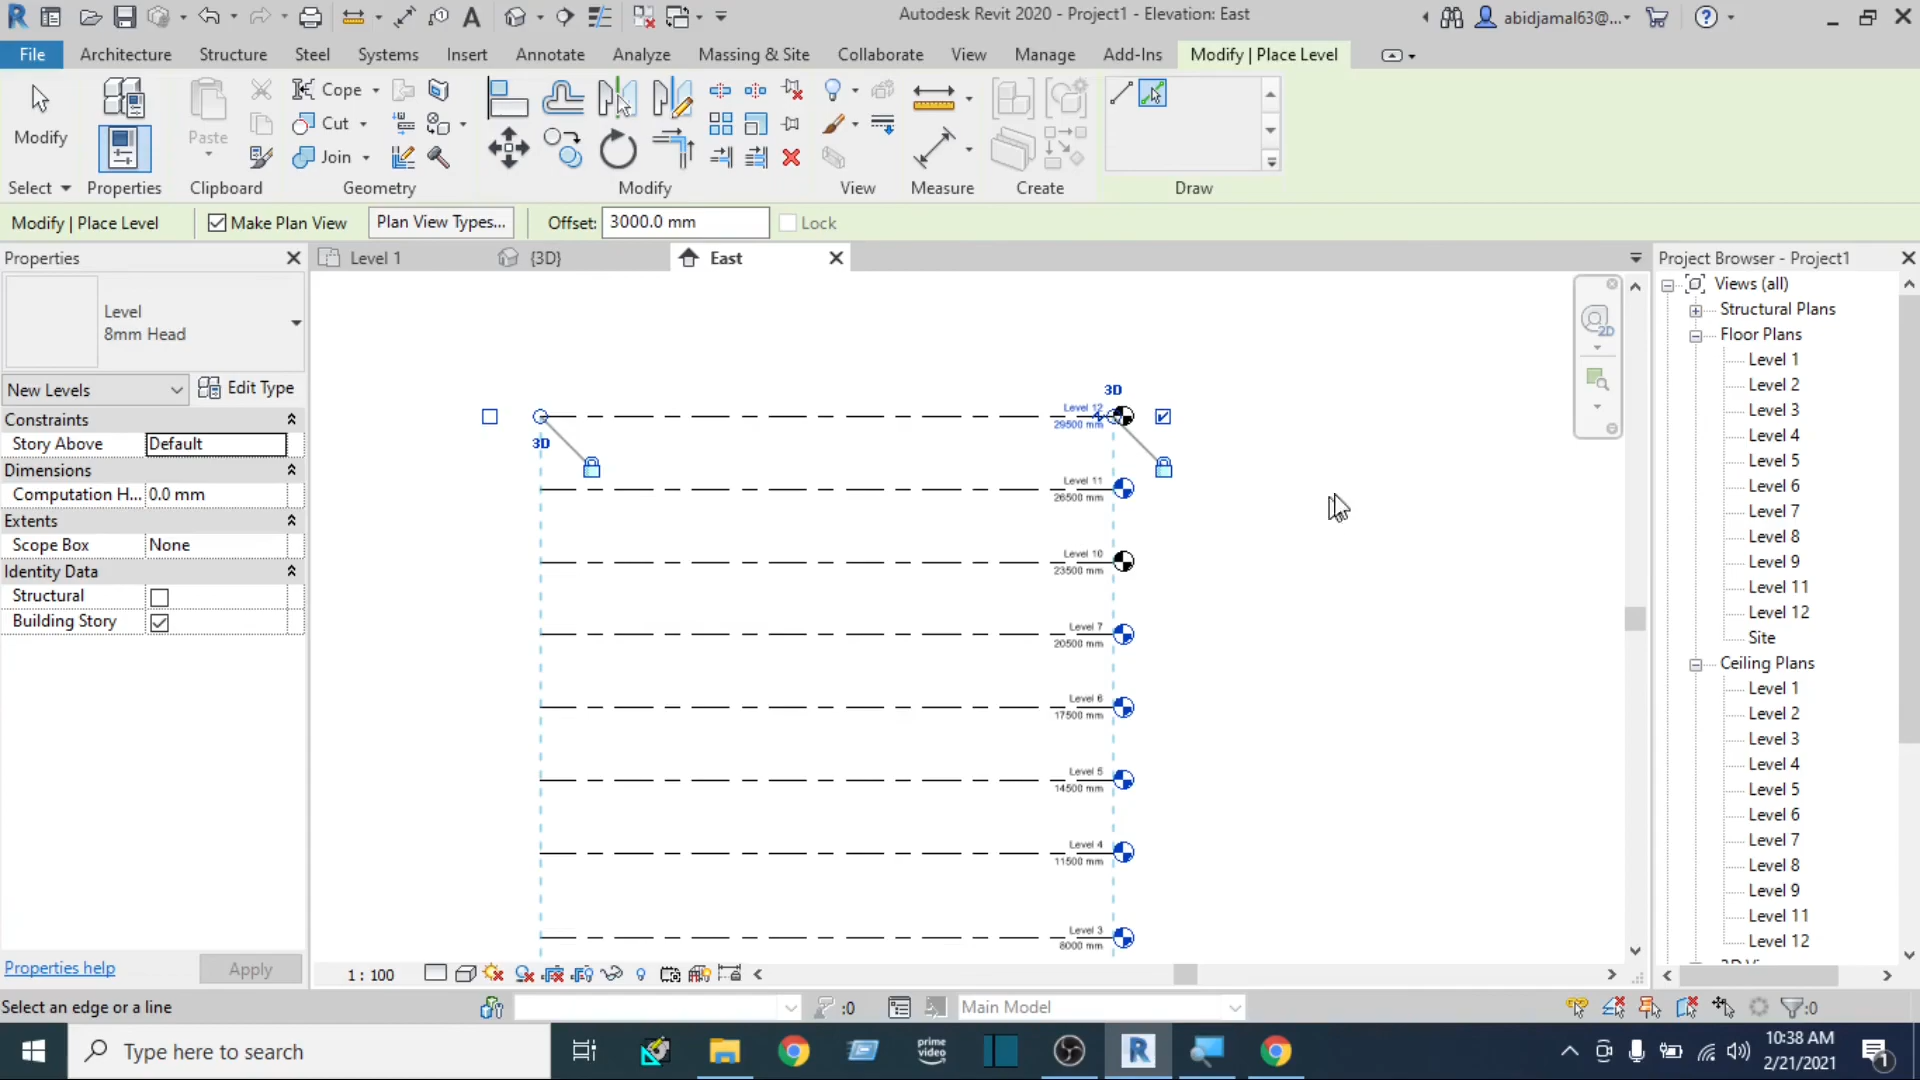 Autodesk Revit 2020 - Project1 - Elevation: East
abidjamal63@...
File Architecture Structure Steel Systems Insert Annotate Analyze Massing & Site Collaborate View Manage Add-Ins Modify | Place Level
Modify
Paste
Cope
Cut
Join
Select Properties Clipboard Geometry Modify View Measure Create Draw
Modify | Place Level Make Plan View Plan View Types... Offset: 3000.0 mm Lock
Properties
Level
8mm Head
New Levels Edit Type
Constraints
Story Above Default
Dimensions
Computation H... 0.0 mm
Extents
Scope Box None
Identity Data
Structural
Building Story
Properties help Apply
Level 1 {3D} East
2D
3D
3D
Level 12
29500 mm
Level 11
26500 mm
Level 10
23500 mm
Level 7
20500 mm
Level 6
17500 mm
Level 5
14500 mm
Level 4
11500 mm
Level 3
8000 mm
1 : 100
Project Browser - Project1
Views (all)
Structural Plans
Floor Plans
Level 1
Level 2
Level 3
Level 4
Level 5
Level 6
Level 7
Level 8
Level 9
Level 11
Level 12
Site
Ceiling Plans
Level 1
Level 2
Level 3
Level 4
Level 5
Level 6
Level 7
Level 8
Level 9
Level 11
Level 12
Select an edge or a line
:0
Main Model
:0
Type here to search
prime
video
10:38 AM
2/21/2021
1